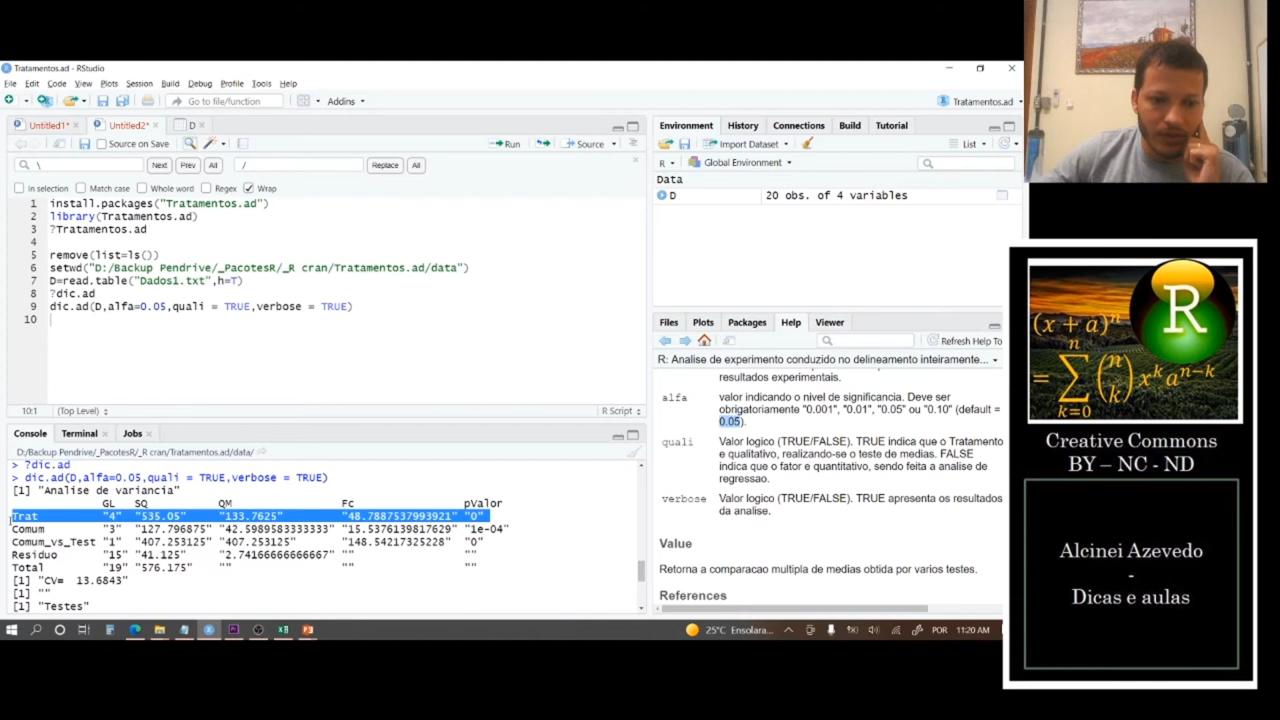 Tratamentos.ad - RStudio
File Edit Code View Plots Session Build Debug Profile Tools Help
Go to file/function Addins Tratamentos.ad
Untitled1* Untitled2* D
Source on Save Run Source
\ Next Prev All / Replace All
In selection Match case Whole word Regex Wrap
1 install.packages("Tratamentos.ad")
2 library(Tratamentos.ad)
3 ?Tratamentos.ad
4
5 remove(list=ls())
6 setwd("D:/Backup Pendrive/_PacotesR/_R cran/Tratamentos.ad/data")
7 D=read.table("Dados1.txt",h=T)
8 ?dic.ad
9 dic.ad(D,alfa=0.05,quali = TRUE,verbose = TRUE)
10
10:1 (Top Level) R Script
Console Terminal Jobs
D:/Backup Pendrive/_PacotesR/_R cran/Tratamentos.ad/data/
> ?dic.ad
> dic.ad(D,alfa=0.05,quali = TRUE,verbose = TRUE)
[1] "Analise de variancia"
GL SQ QM Fc pValor
Trat "4" "535.05" "133.7625" "48.7887537993921" "0"
Comum "3" "127.796875" "42.5989583333333" "15.5376139817629" "1e-04"
Comum_vs_Test "1" "407.253125" "407.253125" "148.54217325228" "0"
Residuo "15" "41.125" "2.74166666666667" "" ""
Total "19" "576.175" "" "" ""
[1] "CV= 13.6843"
[1] ""
[1] "Testes"
Environment History Connections Build Tutorial
Import Dataset List
R Global Environment
Data
D 20 obs. of 4 variables
Files Plots Packages Help Viewer
Refresh Help To
R: Analise de experimento conduzido no delineamento inteiramente...
resultados experimentais.
alfa valor indicando o nivel de significancia. Deve ser
obrigatoriamente "0.001", "0.01", "0.05" ou "0.10" (default =
0.05).
quali Valor logico (TRUE/FALSE). TRUE indica que o Tratamento
e qualitativo, realizando-se o teste de medias. FALSE
indica que o fator e quantitativo, sendo feita a analise de
regressao.
verbose Valor logico (TRUE/FALSE). TRUE apresenta os resultados
da analise.
Value
Retorna a comparacao multipla de medias obtida por varios testes.
References
25°C Ensolara... POR 11:20 AM
R
(x + a)^n
= ∑ n k=0 (n k) x^k a^(n−k)
Creative Commons
BY – NC - ND
Alcinei Azevedo
-
Dicas e aulas